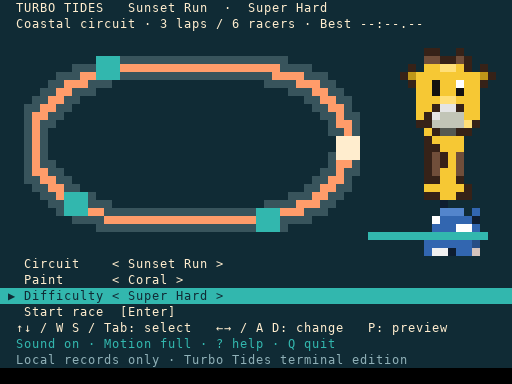 TURBO TIDES   Sunset Run  ·  Super Hard
Coastal circuit · 3 laps / 6 racers · Best --:--.--
Circuit    < Sunset Run >
Paint      < Coral >
▶ Difficulty < Super Hard >
Start race  [Enter]
↑↓ / W S / Tab: select   ←→ / A D: change   P: preview
Sound on · Motion full · ? help · Q quit
Local records only · Turbo Tides terminal edition